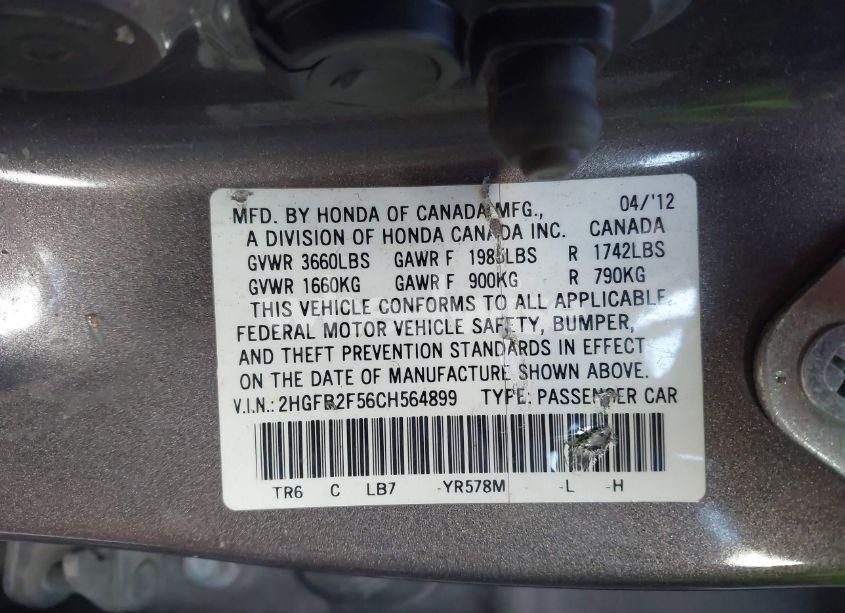 MFD. BY HONDA OF CANADA MFG., 04/'12
A DIVISION OF HONDA CANADA INC. CANADA
GVWR 3660LBS GAWR F 1985LBS R 1742LBS
GVWR 1660KG GAWR F 900KG R 790KG
THIS VEHICLE CONFORMS TO ALL APPLICABLE
FEDERAL MOTOR VEHICLE SAFETY, BUMPER,
AND THEFT PREVENTION STANDARDS IN EFFECT
ON THE DATE OF MANUFACTURE SHOWN ABOVE.
V.I.N.: 2HGFB2F56CH564899 TYPE: PASSENGER CAR
TR6 C LB7 -YR578M -L -H